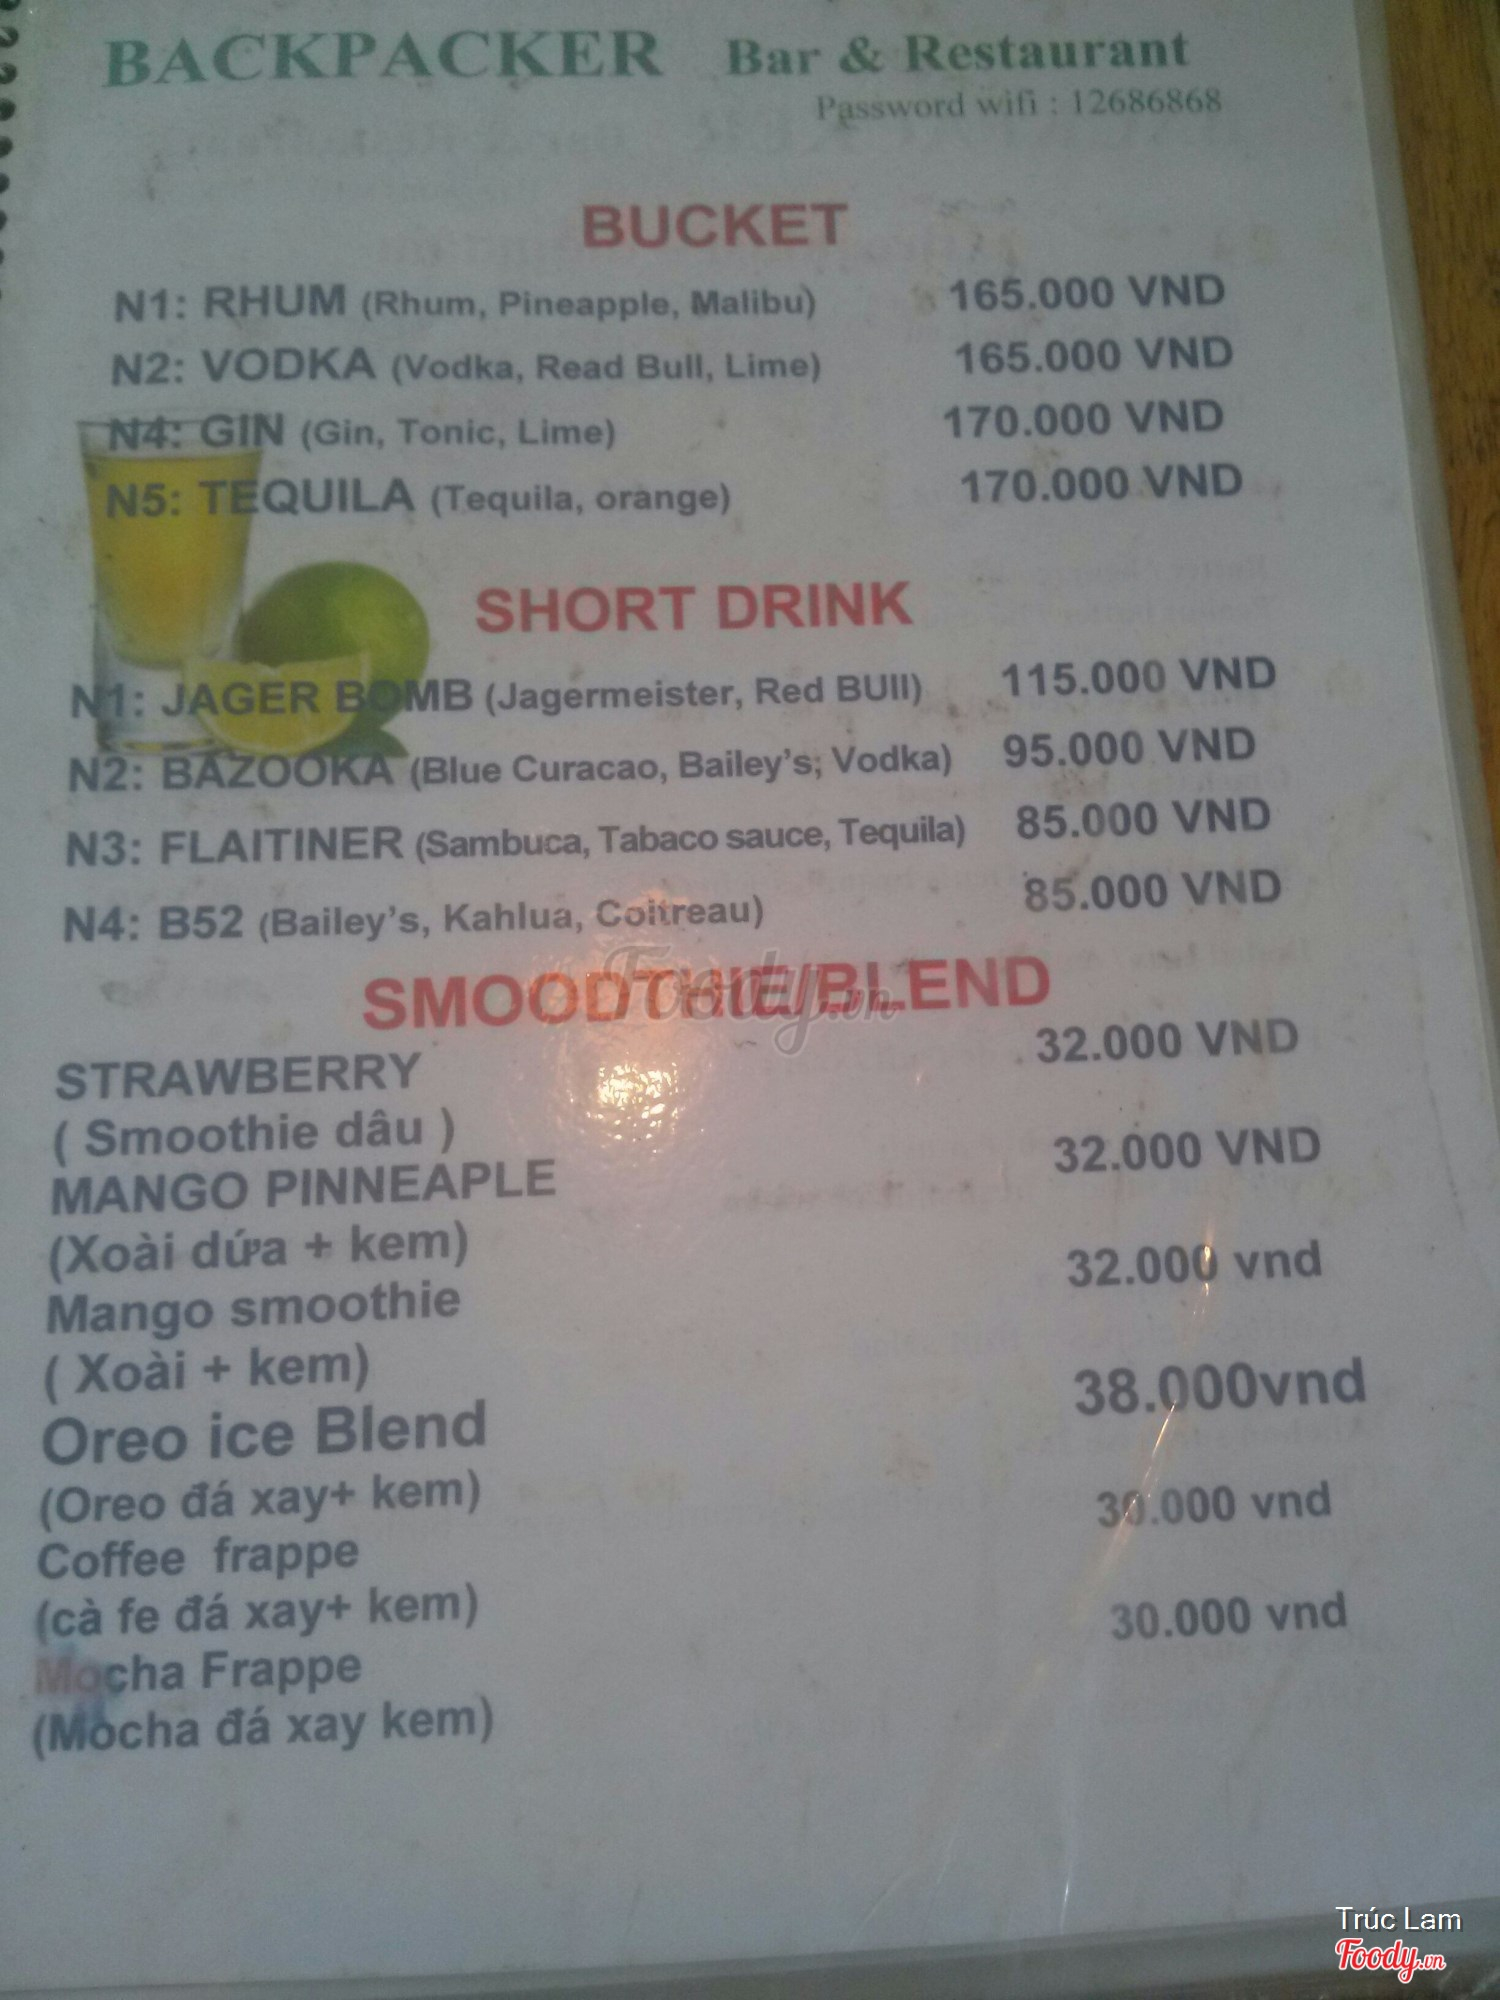 BACKPACKER Bar & Restaurant
Password wifi : 12686868
BUCKET
N1: RHUM (Rhum, Pineapple, Malibu) 165.000 VND
N2: VODKA (Vodka, Read Bull, Lime) 165.000 VND
N4: GIN (Gin, Tonic, Lime) 170.000 VND
N5: TEQUILA (Tequila, orange) 170.000 VND
SHORT DRINK
N1: JAGER BOMB (Jagermeister, Red BUll) 115.000 VND
N2: BAZOOKA (Blue Curacao, Bailey's; Vodka) 95.000 VND
N3: FLAITINER (Sambuca, Tabaco sauce, Tequila) 85.000 VND
N4: B52 (Bailey's, Kahlua, Coitreau) 85.000 VND
SMOODTHIE/BLEND
Foody.vn
STRAWBERRY 32.000 VND
( Smoothie dâu )
MANGO PINNEAPLE 32.000 VND
(Xoài dứa + kem)
Mango smoothie 32.000 vnd
( Xoài + kem)
Oreo ice Blend 38.000vnd
(Oreo đá xay+ kem)
Coffee frappe 30.000 vnd
(cà fe đá xay+ kem)
Mocha Frappe 30.000 vnd
(Mocha đá xay kem)
Trúc Lam
Foody.vn